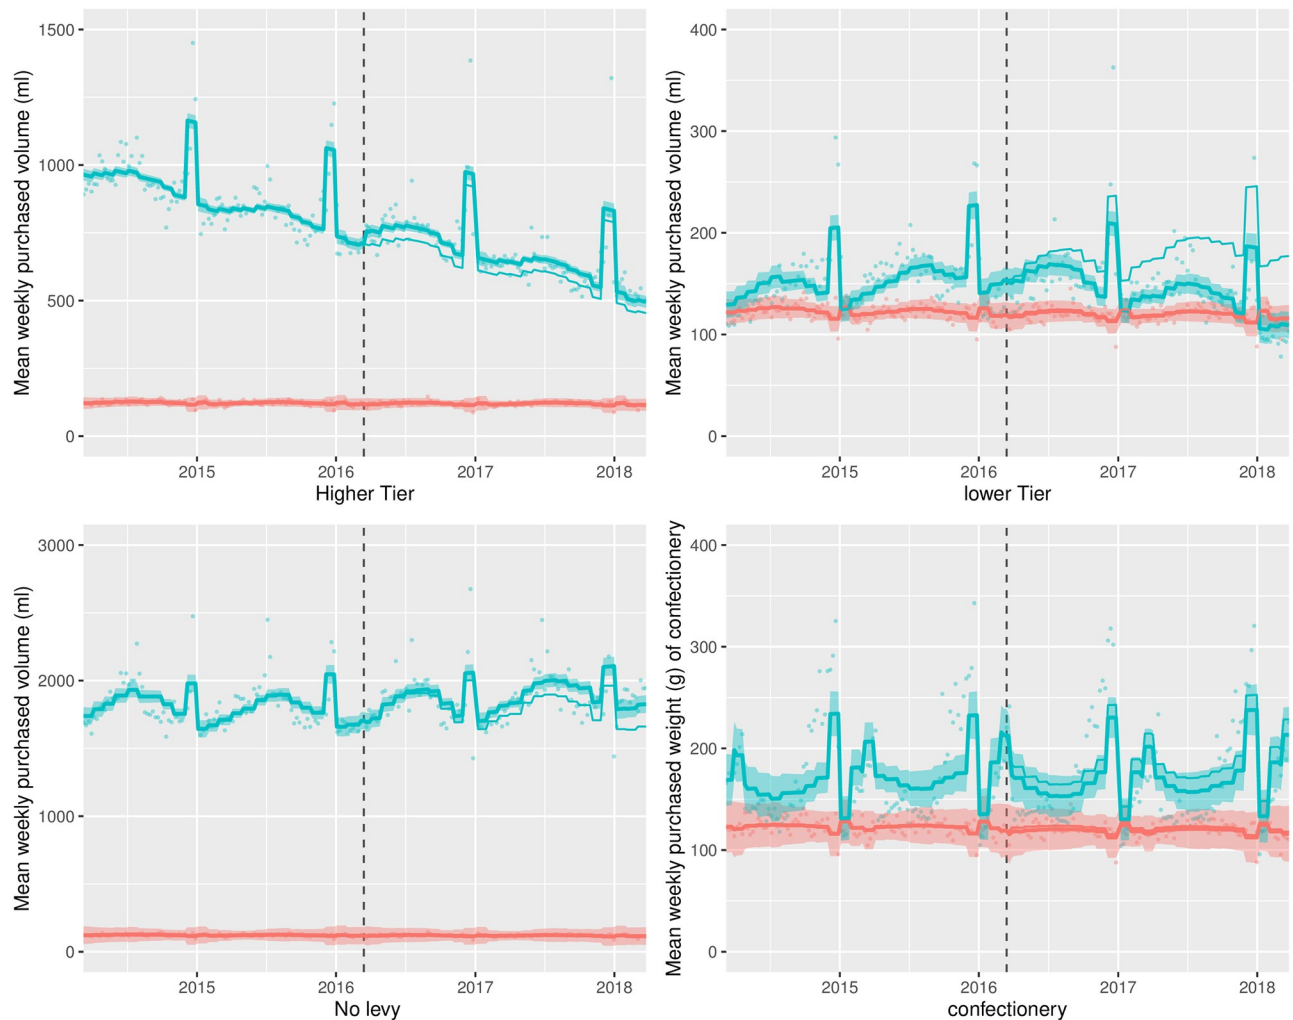 Mean weekly purchased volume (ml)
1500
1000
500
0
2015 2016 2017 2018
Higher Tier
Mean weekly purchased volume (ml)
400
300
200
100
0
2015 2016 2017 2018
lower Tier
Mean weekly purchased volume (ml)
3000
2000
1000
0
2015 2016 2017 2018
No levy
Mean weekly purchased weight (g) of confectionery
400
300
200
100
0
2015 2016 2017 2018
confectionery